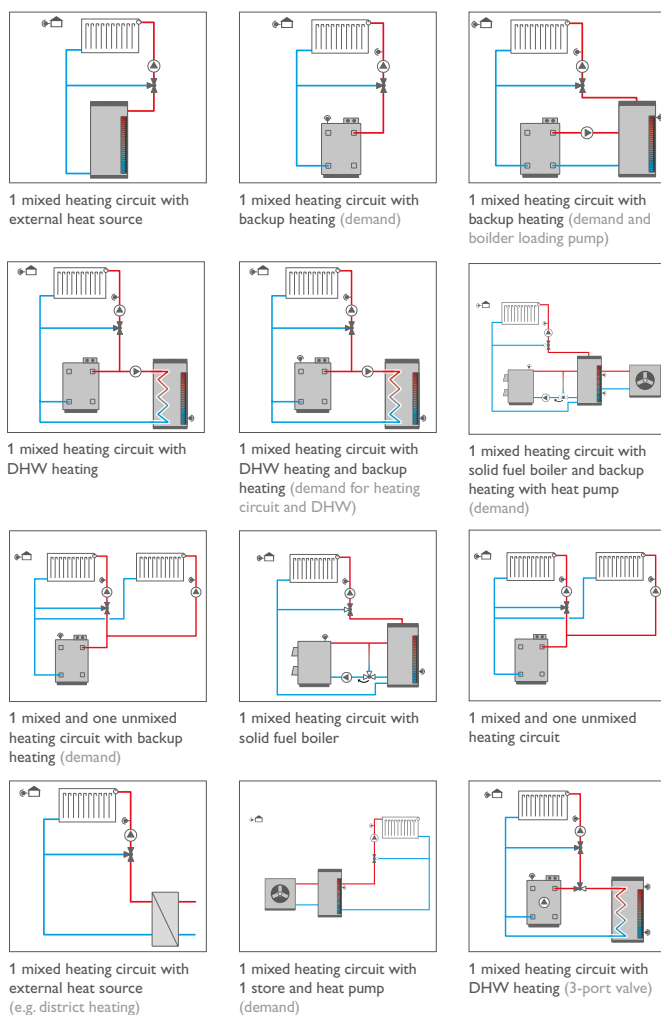 1 mixed heating circuit with
external heat source
1 mixed heating circuit with
backup heating (demand)
1 mixed heating circuit with
backup heating (demand and
boilder loading pump)
1 mixed heating circuit with
DHW heating
1 mixed heating circuit with
DHW heating and backup
heating (demand for heating
circuit and DHW)
1 mixed heating circuit with
solid fuel boiler and backup
heating with heat pump
(demand)
1 mixed and one unmixed
heating circuit with backup
heating (demand)
1 mixed heating circuit with
solid fuel boiler
1 mixed and one unmixed
heating circuit
1 mixed heating circuit with
external heat source
(e.g. district heating)
1 mixed heating circuit with
1 store and heat pump
(demand)
1 mixed heating circuit with
DHW heating (3-port valve)